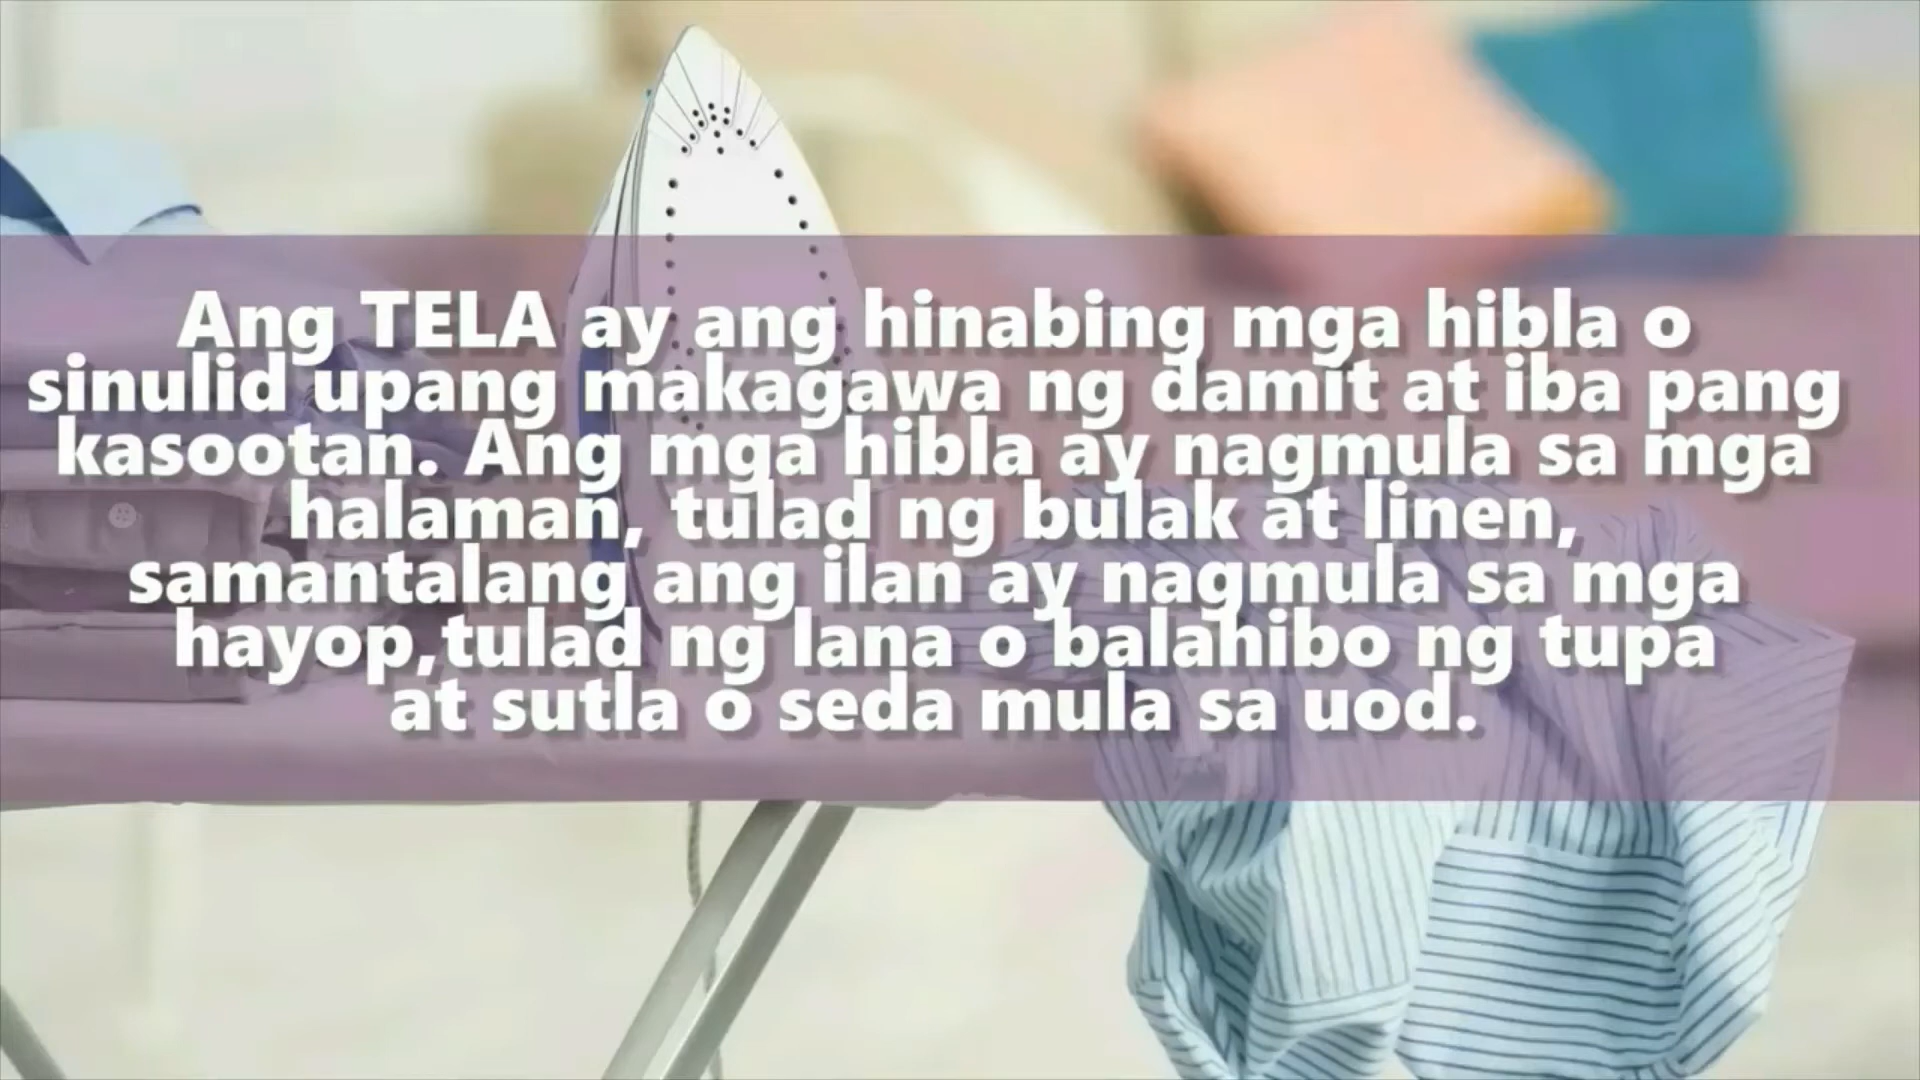 Ang TELA ay ang hinabing mga hibla o
sinulid upang makagawa ng damit at iba pang
kasootan. Ang mga hibla ay nagmula sa mga
halaman, tulad ng bulak at linen,
samantalang ang ilan ay nagmula sa mga
hayop,tulad ng lana o balahibo ng tupa
at sutla o seda mula sa uod.